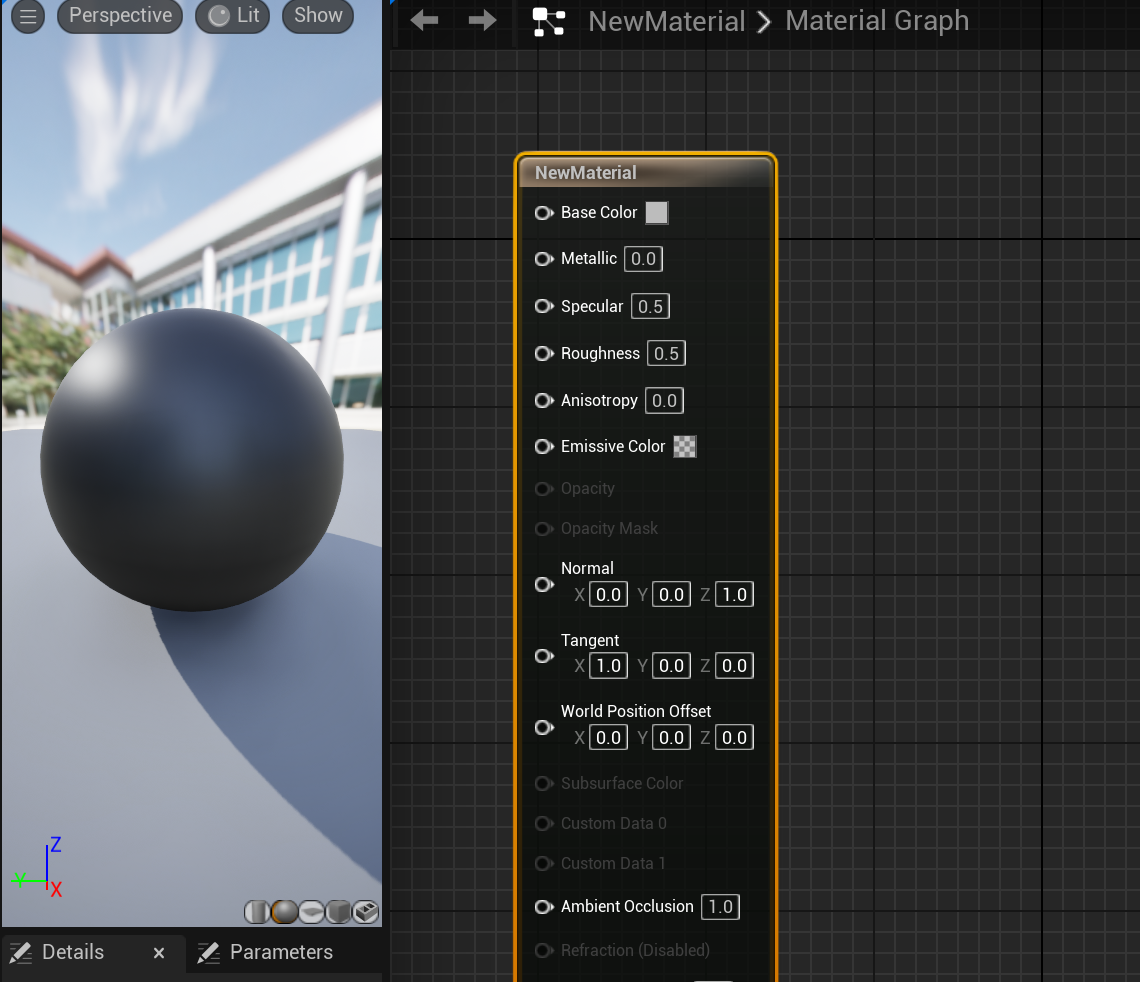 Perspective
Lit
Show
NewMaterial
Material Graph
NewMaterial
Base Color
Metallic 0.0
Specular 0.5
Roughness 0.5
Anisotropy 0.0
Emissive Color
Opacity
Opacity Mask
Normal
X 0.0 Y 0.0 Z 1.0
Tangent
X 1.0 Y 0.0 Z 0.0
World Position Offset
X 0.0 Y 0.0 Z 0.0
Subsurface Color
Custom Data 0
Custom Data 1
Ambient Occlusion 1.0
Refraction (Disabled)
Z
Y
X
Details
Parameters